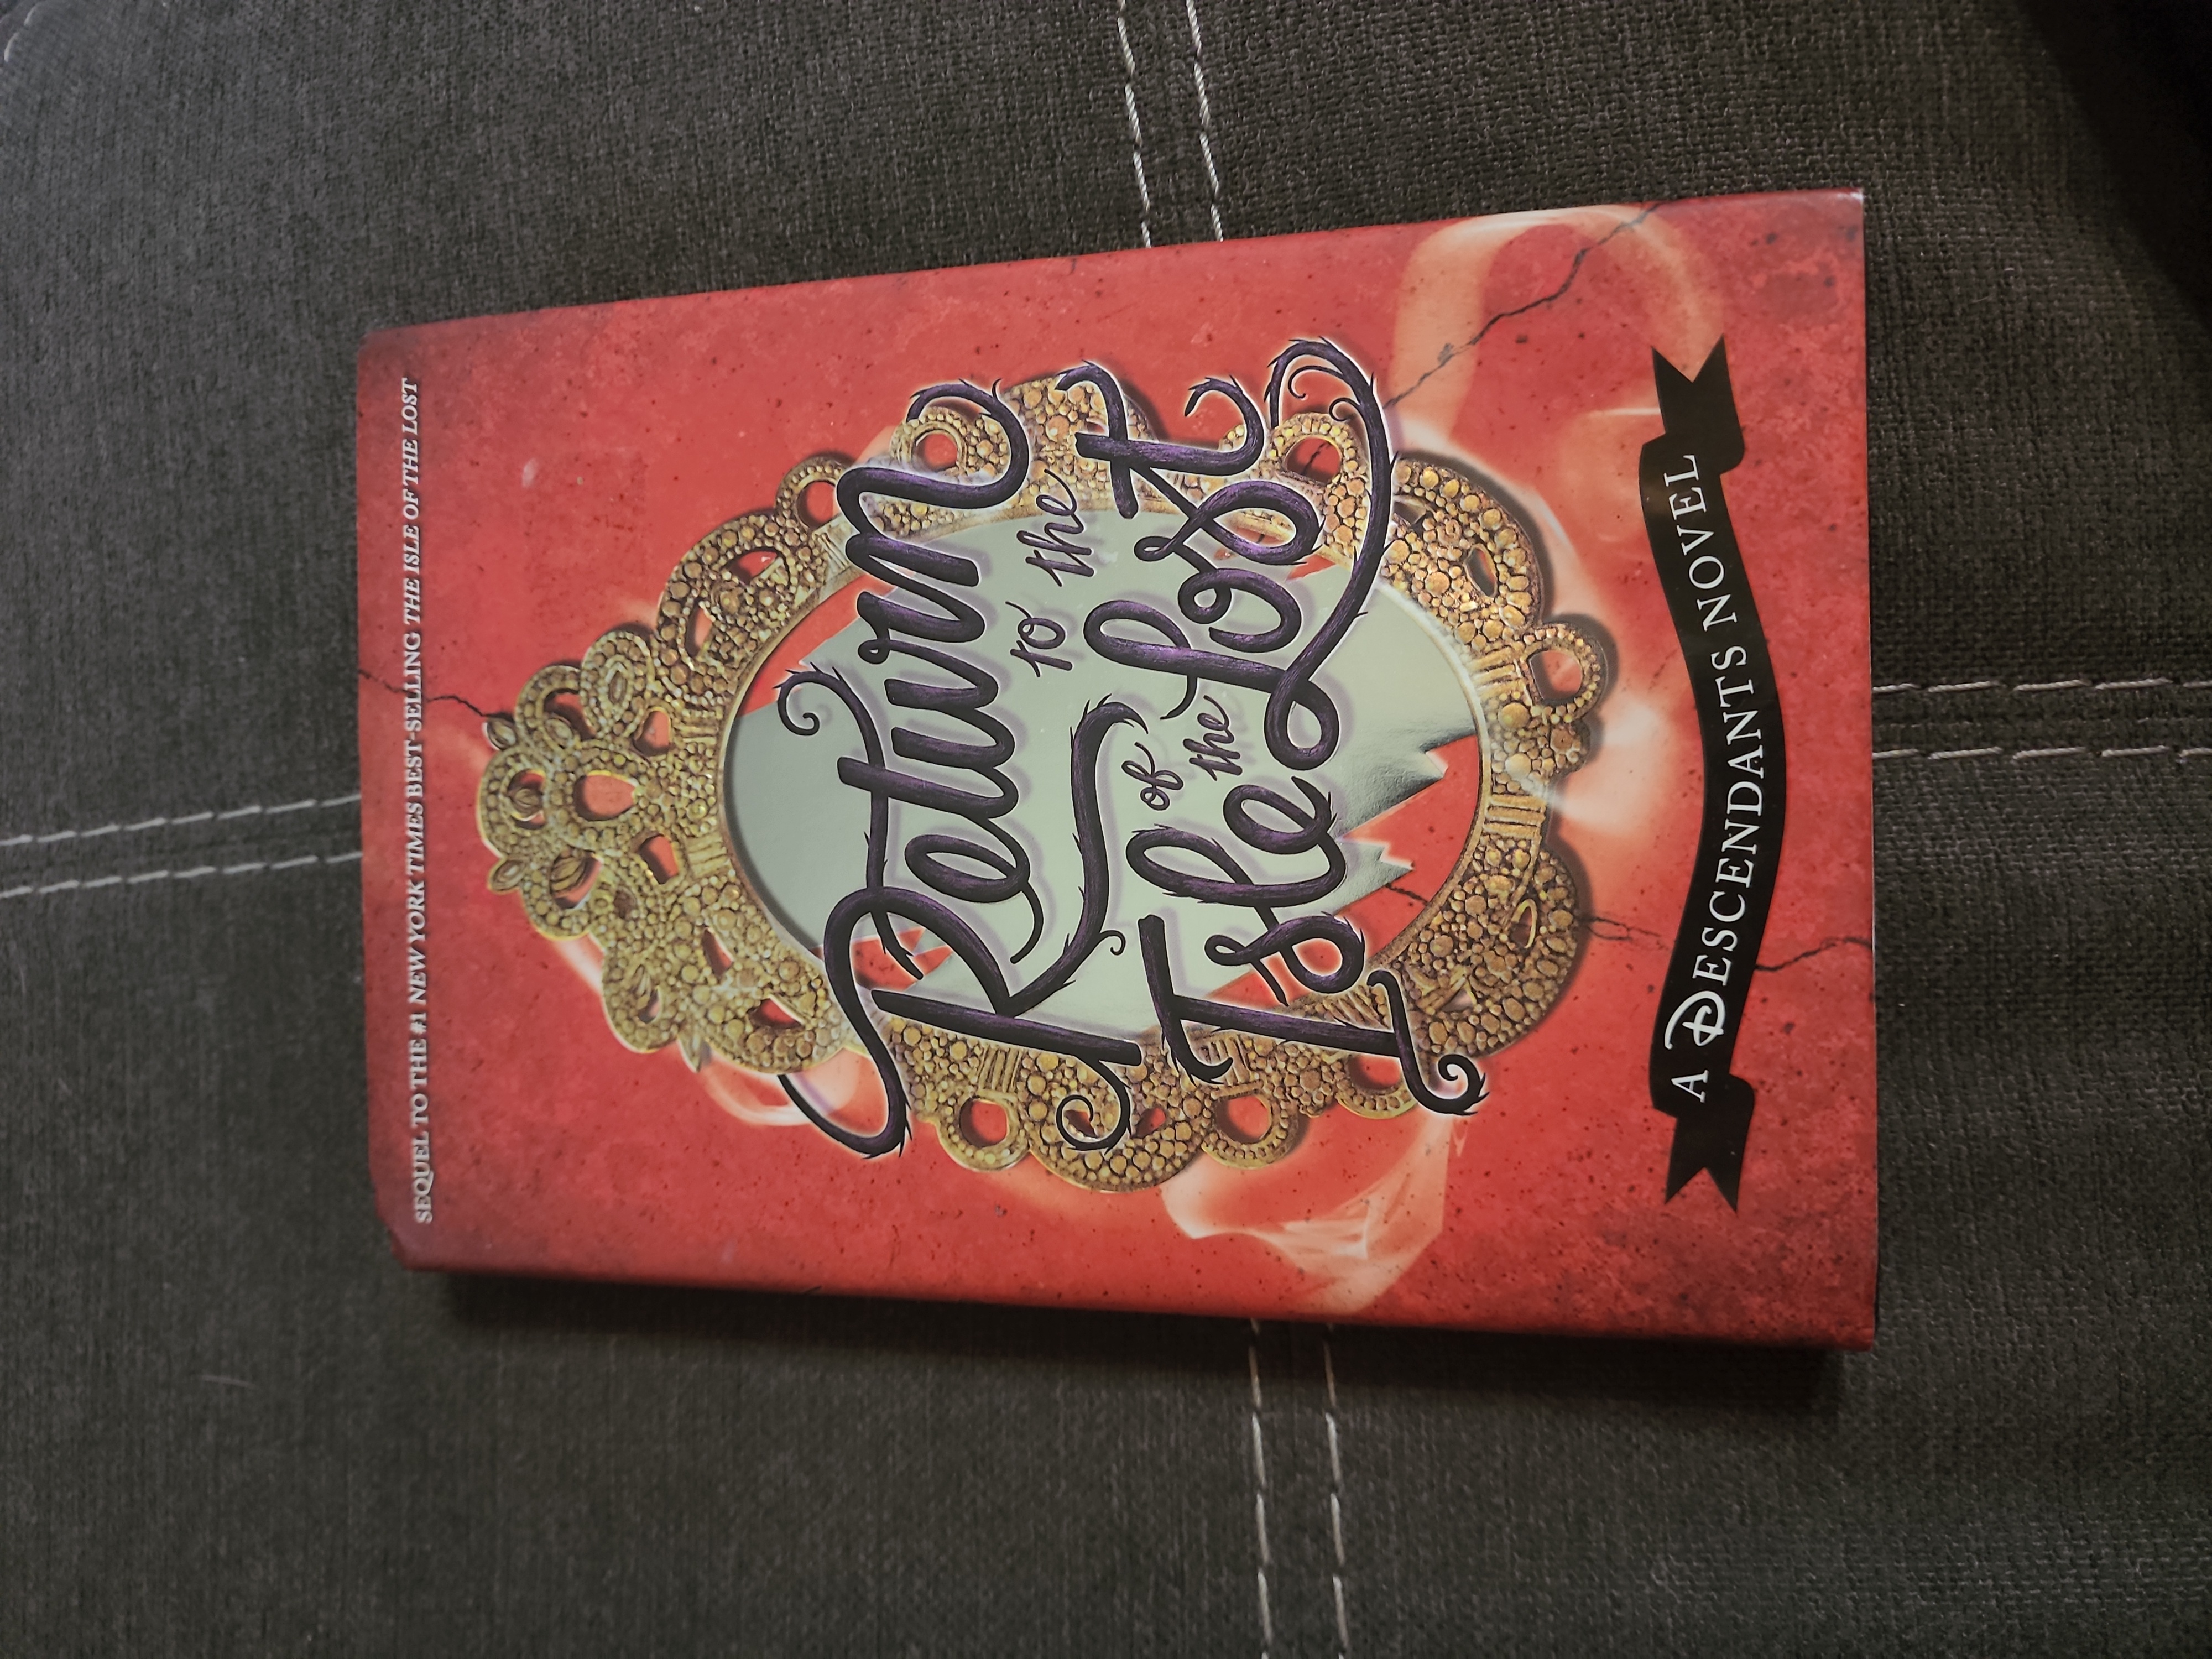 SEQUEL TO THE #1 NEW YORK TIMES BEST-SELLING THE ISLE OF THE LOST
Return
to the
Isle
of the
Lost
A DESCENDANTS NOVEL